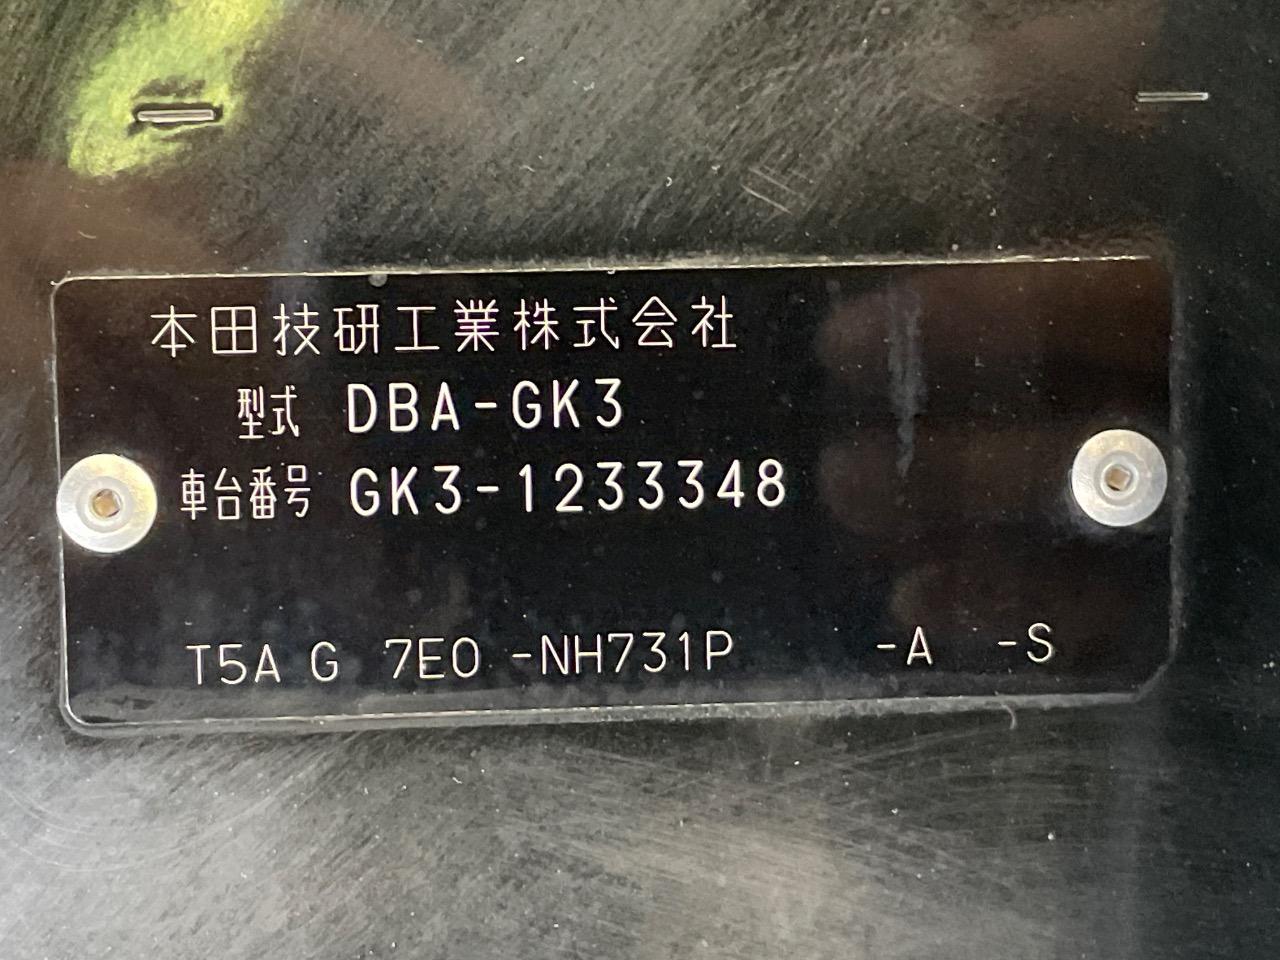 本田技研工業株式会社
型式 DBA-GK3
車台番号 GK3-1233348
T5A G 7E0 -NH731P -A -S